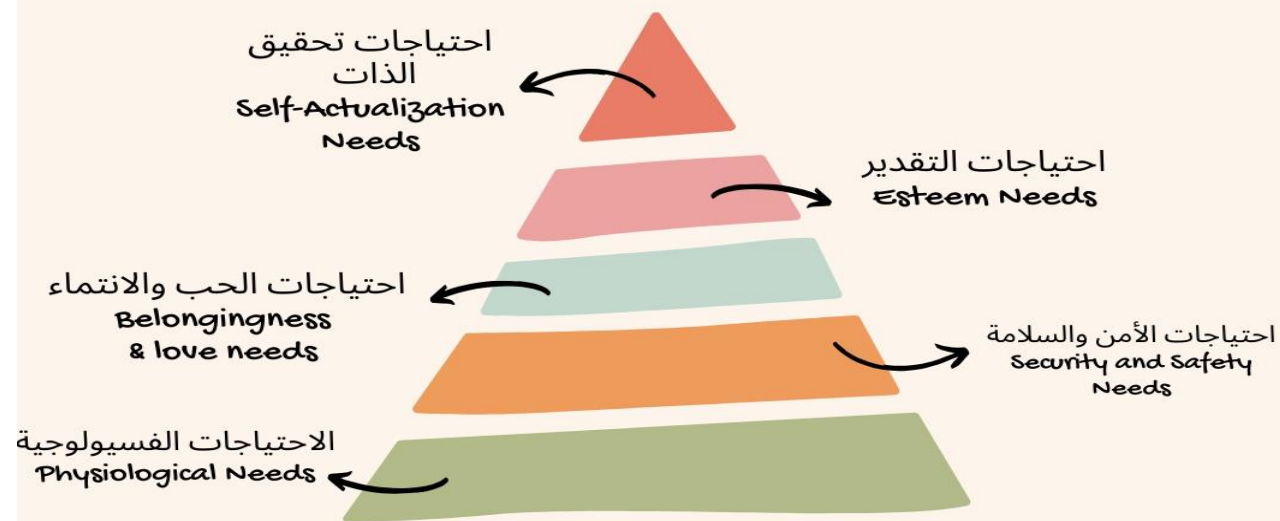 احتياجات تحقيق
الذات
Self-Actualization
Needs
احتياجات التقدير
Esteem Needs
احتياجات الحب والانتماء
Belongingness
& love needs
احتياجات الأمن والسلامة
Security and Safety
Needs
الاحتياجات الفسيولوجية
Physiological Needs